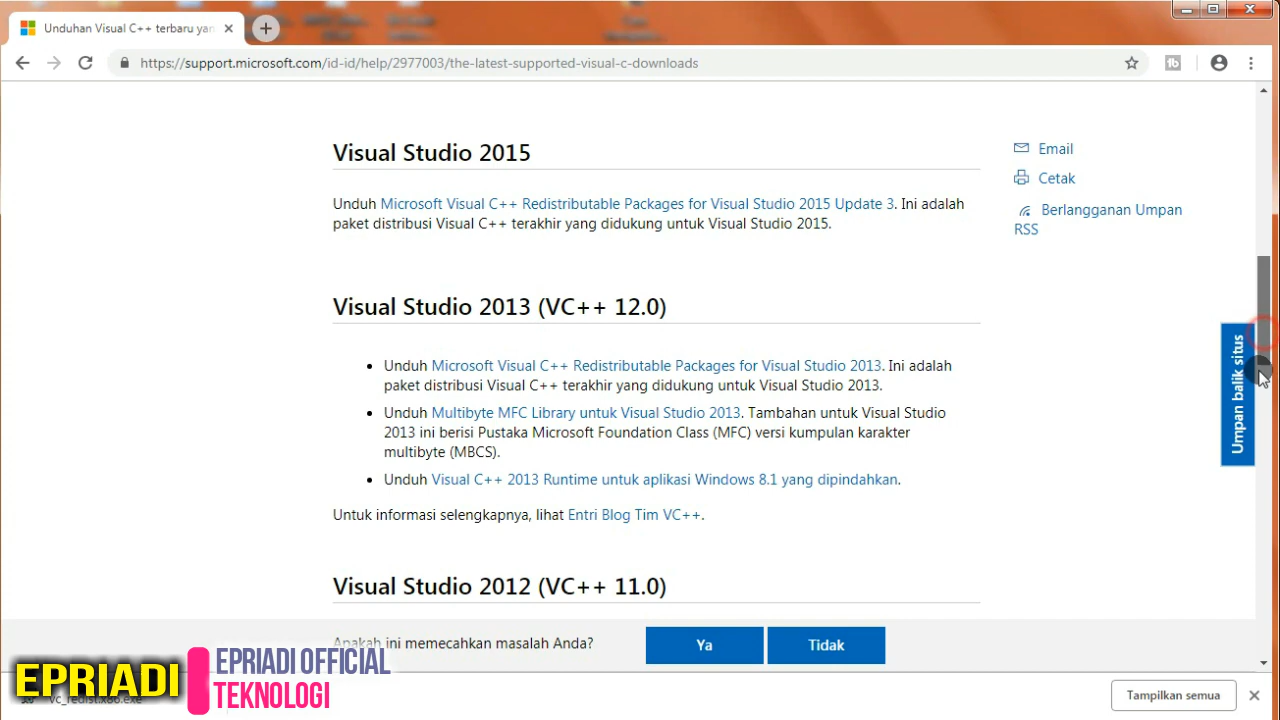 Unduhan Visual C++ terbaru yan
https://support.microsoft.com/id-id/help/2977003/the-latest-supported-visual-c-downloads
Visual Studio 2015
Email
Cetak
Unduh Microsoft Visual C++ Redistributable Packages for Visual Studio 2015 Update 3. Ini adalah
paket distribusi Visual C++ terakhir yang didukung untuk Visual Studio 2015.
Berlangganan Umpan
RSS
Visual Studio 2013 (VC++ 12.0)
Unduh Microsoft Visual C++ Redistributable Packages for Visual Studio 2013. Ini adalah
paket distribusi Visual C++ terakhir yang didukung untuk Visual Studio 2013.
Unduh Multibyte MFC Library untuk Visual Studio 2013. Tambahan untuk Visual Studio
2013 ini berisi Pustaka Microsoft Foundation Class (MFC) versi kumpulan karakter
multibyte (MBCS).
Unduh Visual C++ 2013 Runtime untuk aplikasi Windows 8.1 yang dipindahkan.
Untuk informasi selengkapnya, lihat Entri Blog Tim VC++.
Umpan balik situs
Visual Studio 2012 (VC++ 11.0)
Apakah ini memecahkan masalah Anda?
Ya
Tidak
EPRIADI
EPRIADI OFFICIAL
TEKNOLOGI
vc_redist.x86.exe
Tampilkan semua